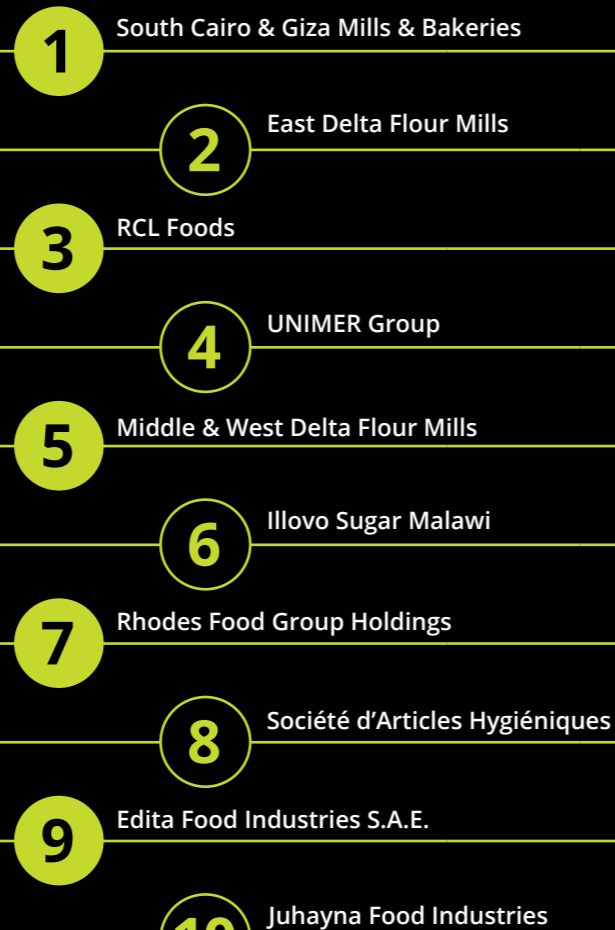 1
South Cairo & Giza Mills & Bakeries
2
East Delta Flour Mills
3
RCL Foods
4
UNIMER Group
5
Middle & West Delta Flour Mills
6
Illovo Sugar Malawi
7
Rhodes Food Group Holdings
8
Société d’Articles Hygiéniques
9
Edita Food Industries S.A.E.
10
Juhayna Food Industries